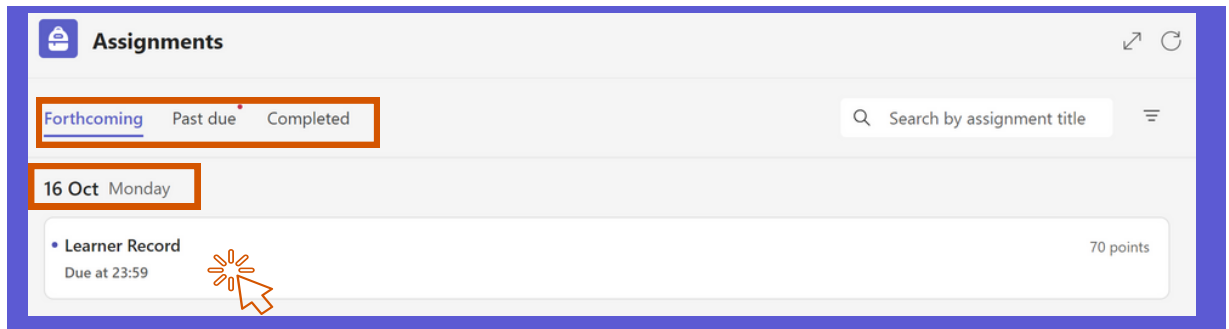 Assignments
Forthcoming Past due Completed
Search by assignment title
16 Oct Monday
Learner Record
70 points
Due at 23:59